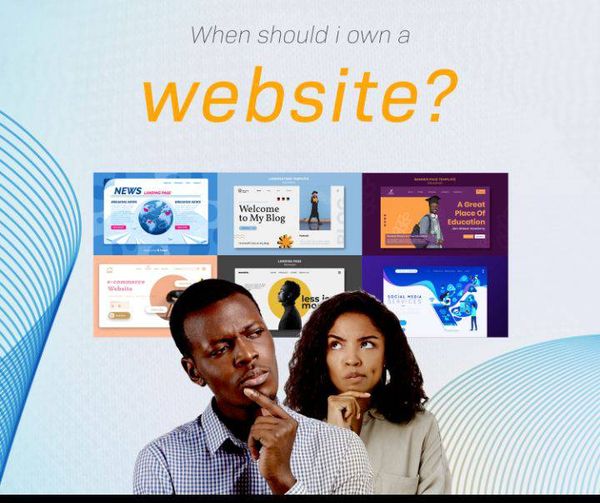 When should i own a
website?
NEWS LANDING PAGE
BREAKING NEWS
BREAKING NEWS
LANDING PAGE TEMPLATE
Welcome
to My Blog
BANNER PAGE TEMPLATE
A Great
Place Of
Education
e-commerce
Website
LANDING PAGE
less is
mo
SOCIAL MEDIA
SERVICES